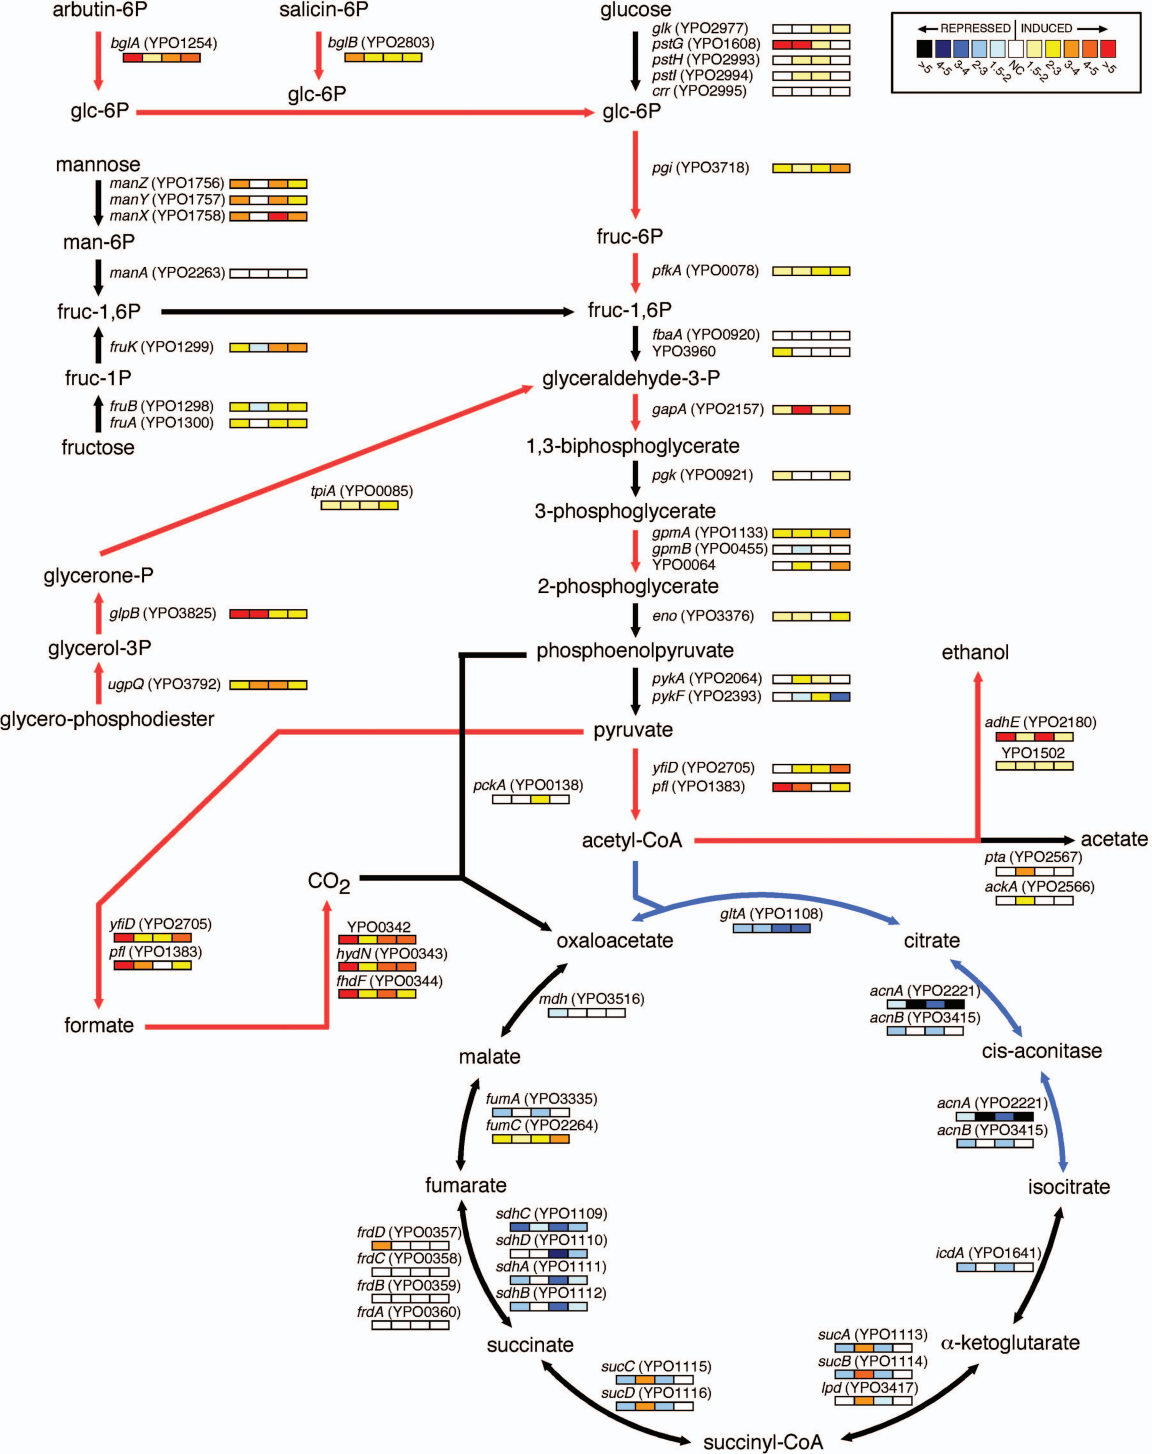 arbutin-6P
salicin-6P
glucose
bglA (YPO1254)
bglB (YPO2803)
glk (YPO2977)
pstG (YPO1608)
pstH (YPO2993)
pstI (YPO2994)
crr (YPO2995)
REPRESSED INDUCED
>5 4-5 3-4 2-3 1.5-2 NC 1.5-2 2-3 3-4 4-5 >5
glc-6P
glc-6P
glc-6P
mannose
manZ (YPO1756)
manY (YPO1757)
manX (YPO1758)
pgi (YPO3718)
man-6P
fruc-6P
manA (YPO2263)
pfkA (YPO0078)
fruc-1,6P
fruc-1,6P
fruK (YPO1299)
fbaA (YPO0920)
YPO3960
fruc-1P
glyceraldehyde-3-P
fruB (YPO1298)
fruA (YPO1300)
gapA (YPO2157)
fructose
1,3-biphosphoglycerate
tpiA (YPO0085)
pgk (YPO0921)
3-phosphoglycerate
gpmA (YPO1133)
gpmB (YPO0455)
YPO0064
glycerone-P
2-phosphoglycerate
glpB (YPO3825)
eno (YPO3376)
glycerol-3P
phosphoenolpyruvate
ethanol
ugpQ (YPO3792)
pykA (YPO2064)
pykF (YPO2393)
glycero-phosphodiester
pyruvate
adhE (YPO2180)
YPO1502
yfiD (YPO2705)
pfl (YPO1383)
pckA (YPO0138)
acetyl-CoA
acetate
pta (YPO2567)
ackA (YPO2566)
CO2
yfiD (YPO2705)
pfl (YPO1383)
YPO0342
hydN (YPO0343)
fhdF (YPO0344)
gltA (YPO1108)
oxaloacetate
citrate
formate
mdh (YPO3516)
acnA (YPO2221)
acnB (YPO3415)
malate
cis-aconitase
fumA (YPO3335)
fumC (YPO2264)
acnA (YPO2221)
acnB (YPO3415)
fumarate
isocitrate
sdhC (YPO1109)
sdhD (YPO1110)
sdhA (YPO1111)
sdhB (YPO1112)
frdD (YPO0357)
frdC (YPO0358)
frdB (YPO0359)
frdA (YPO0360)
icdA (YPO1641)
succinate
α-ketoglutarate
sucA (YPO1113)
sucB (YPO1114)
lpd (YPO3417)
sucC (YPO1115)
sucD (YPO1116)
succinyl-CoA